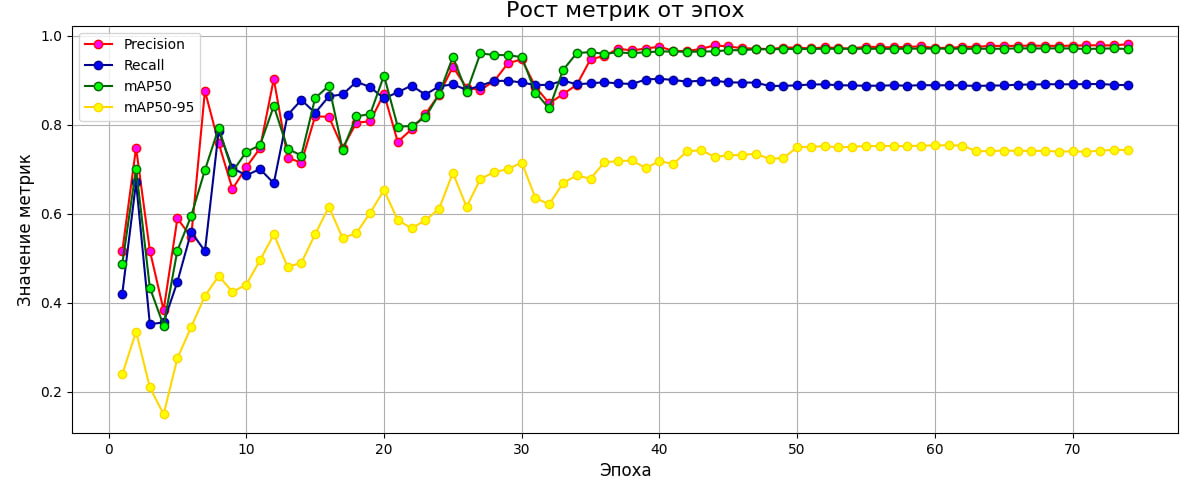 Рост метрик от эпох
Precision
Recall
mAP50
mAP50-95
Значение метрик
1.0
0.8
0.6
0.4
0.2
0 10 20 30 40 50 60 70
Эпоха